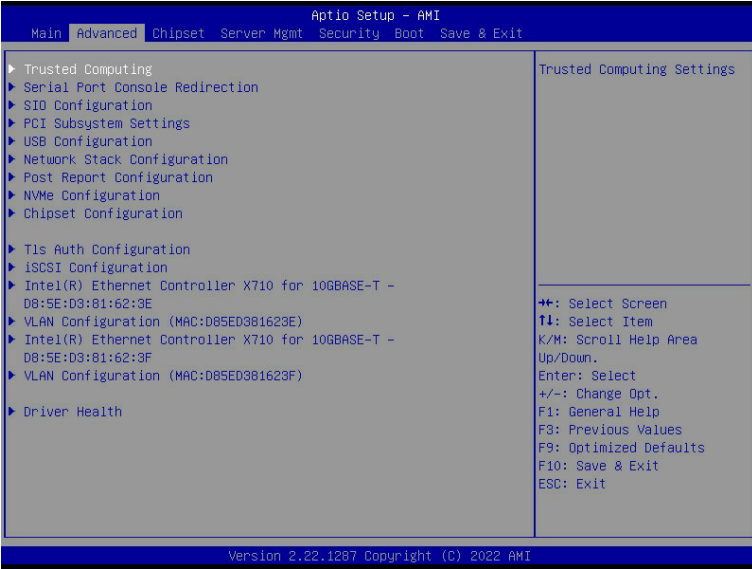 Aptio Setup – AMI
Main Advanced Chipset Server Mgmt Security Boot Save & Exit
▶ Trusted Computing
▶ Serial Port Console Redirection
▶ SIO Configuration
▶ PCI Subsystem Settings
▶ USB Configuration
▶ Network Stack Configuration
▶ Post Report Configuration
▶ NVMe Configuration
▶ Chipset Configuration
▶ Tls Auth Configuration
▶ iSCSI Configuration
▶ Intel(R) Ethernet Controller X710 for 10GBASE-T –
D8:5E:D3:81:62:3E
▶ VLAN Configuration (MAC:D85ED381623E)
▶ Intel(R) Ethernet Controller X710 for 10GBASE-T –
D8:5E:D3:81:62:3F
▶ VLAN Configuration (MAC:D85ED381623F)
▶ Driver Health
Trusted Computing Settings
→←: Select Screen
↑↓: Select Item
K/M: Scroll Help Area
Up/Down.
Enter: Select
+/-: Change Opt.
F1: General Help
F3: Previous Values
F9: Optimized Defaults
F10: Save & Exit
ESC: Exit
Version 2.22.1287 Copyright (C) 2022 AMI